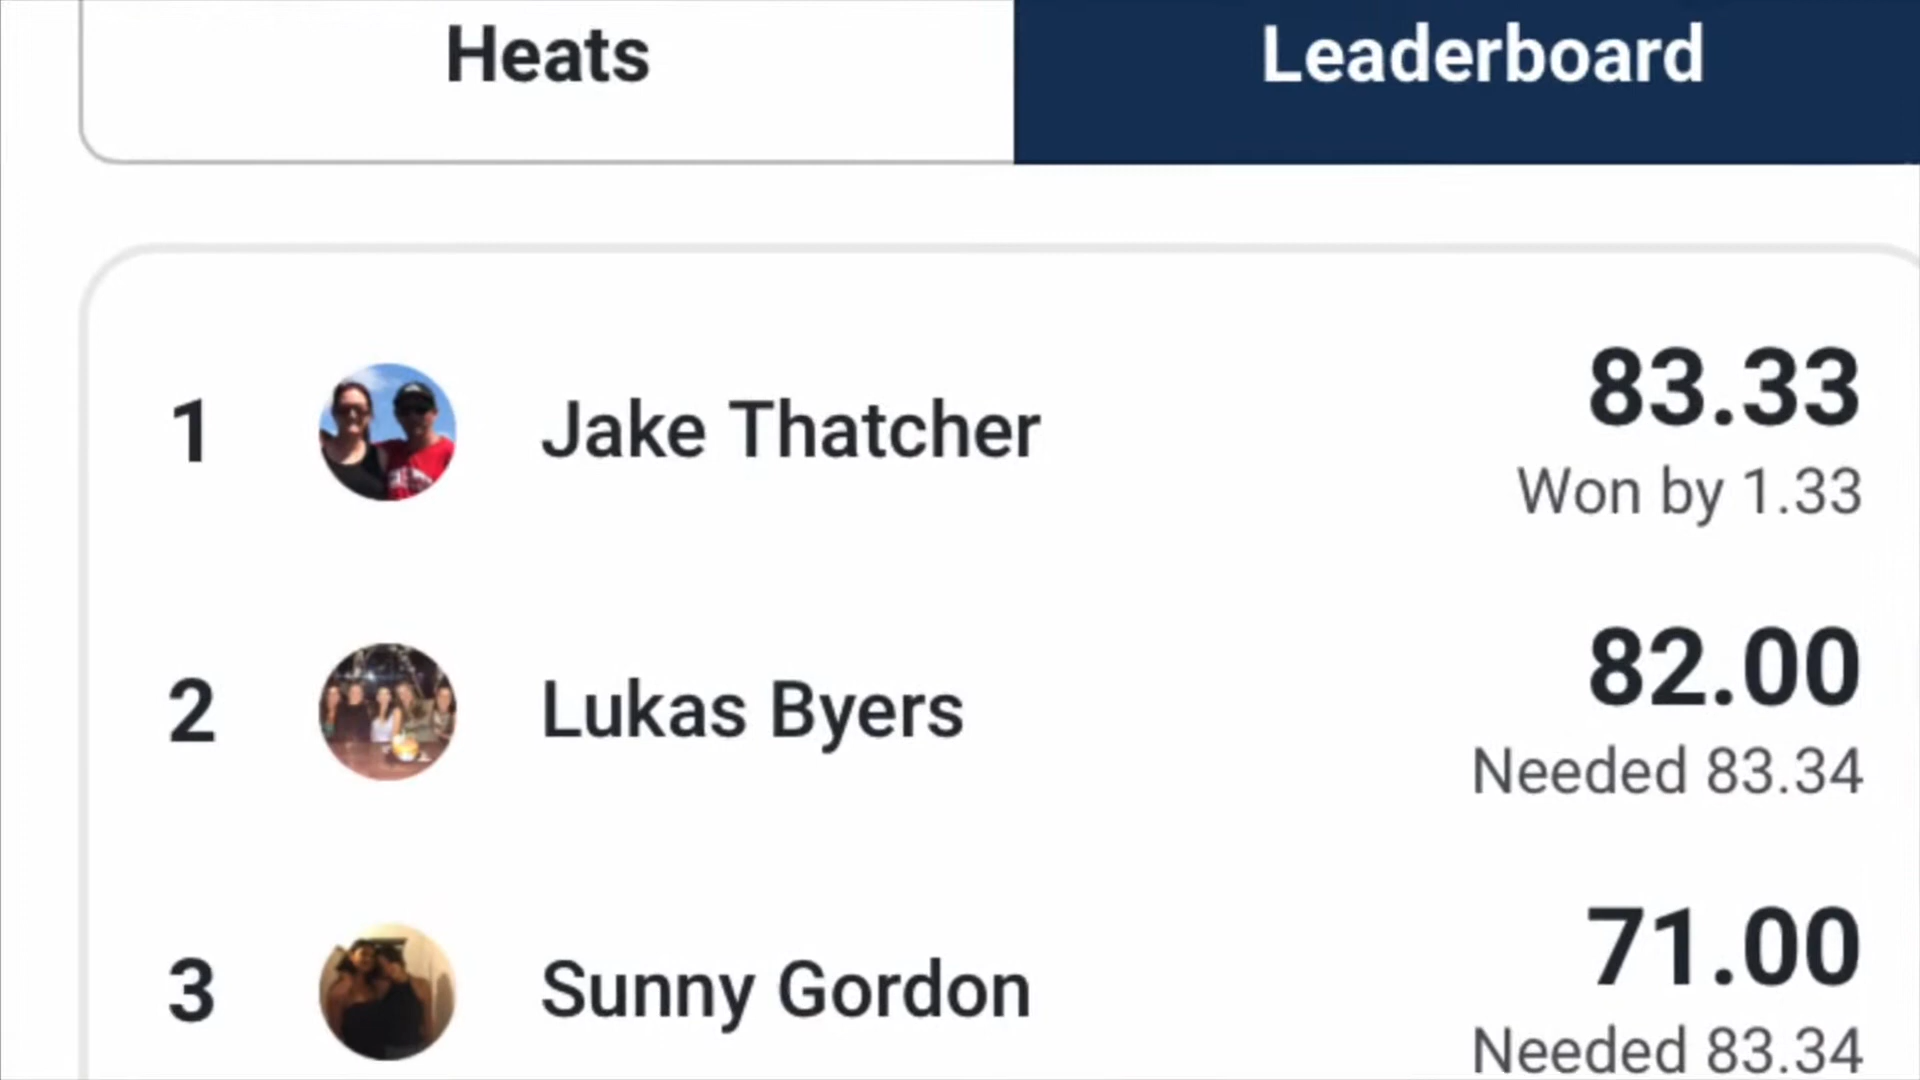 Heats
Leaderboard
1
Jake Thatcher
83.33
Won by 1.33
2
Lukas Byers
82.00
Needed 83.34
3
Sunny Gordon
71.00
Needed 83.34